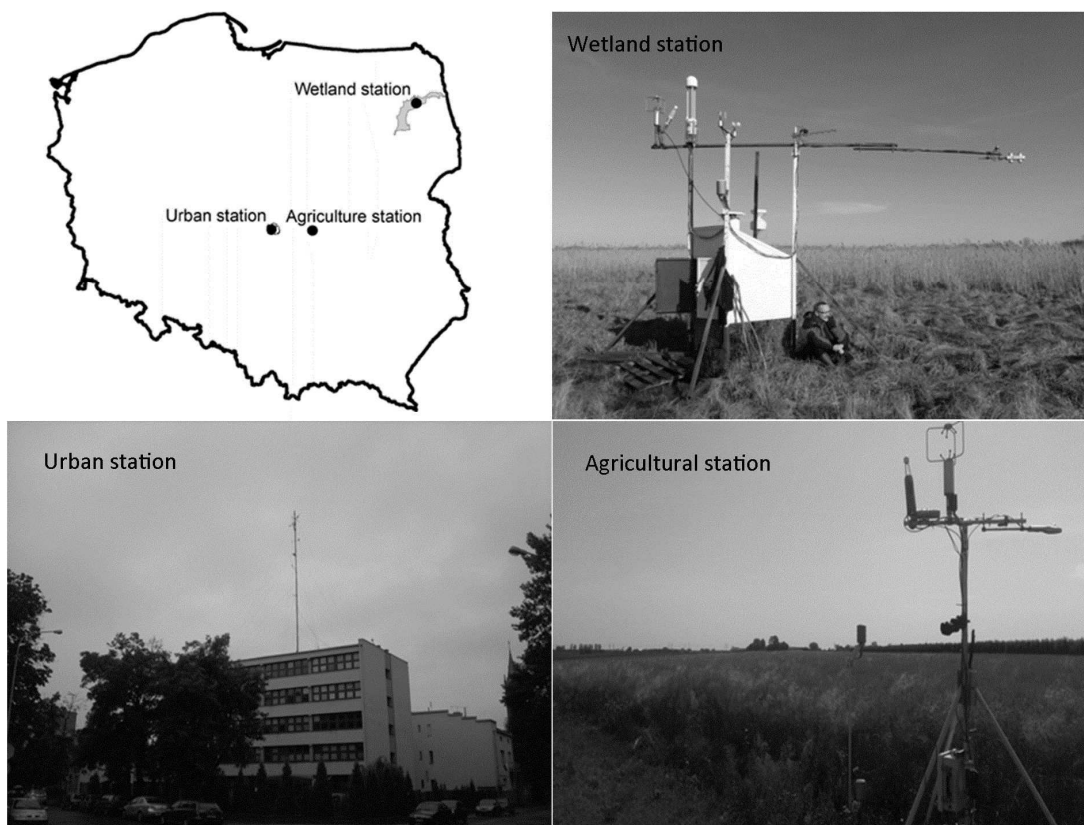 Wetland station
Wetland station
Urban station
Agriculture station
Urban station
Agricultural station